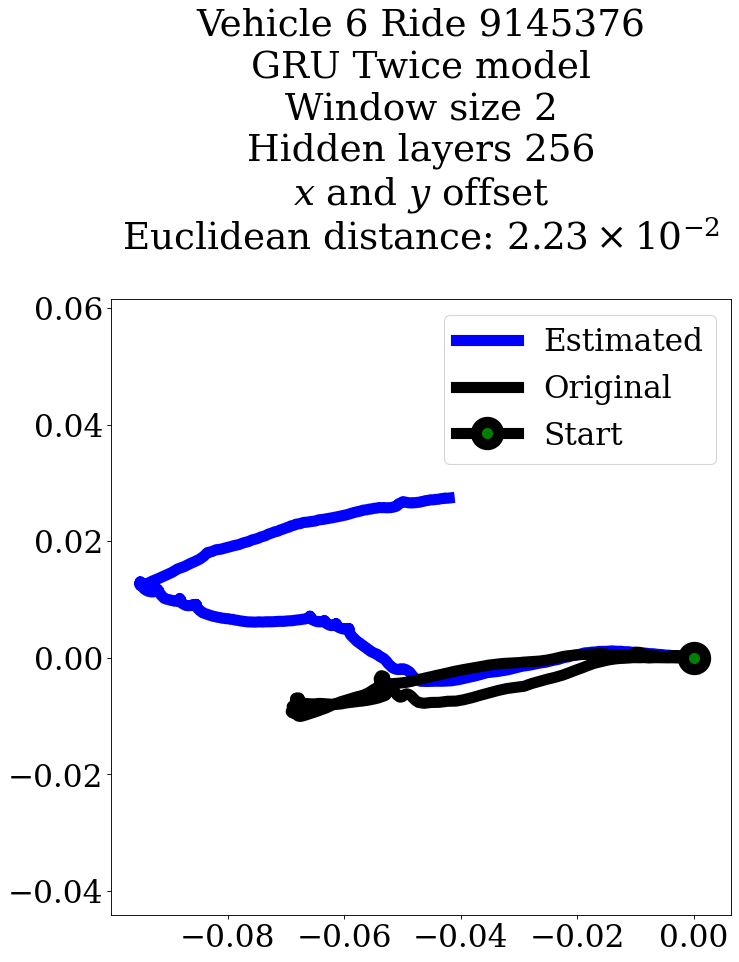 Vehicle 6 Ride 9145376
GRU Twice model
Window size 2
Hidden layers 256
x and y offset
Euclidean distance: 2.23 × 10⁻²
0.06
Estimated
Original
Start
0.04
0.02
0.00
−0.02
−0.04
−0.08 −0.06 −0.04 −0.02 0.00